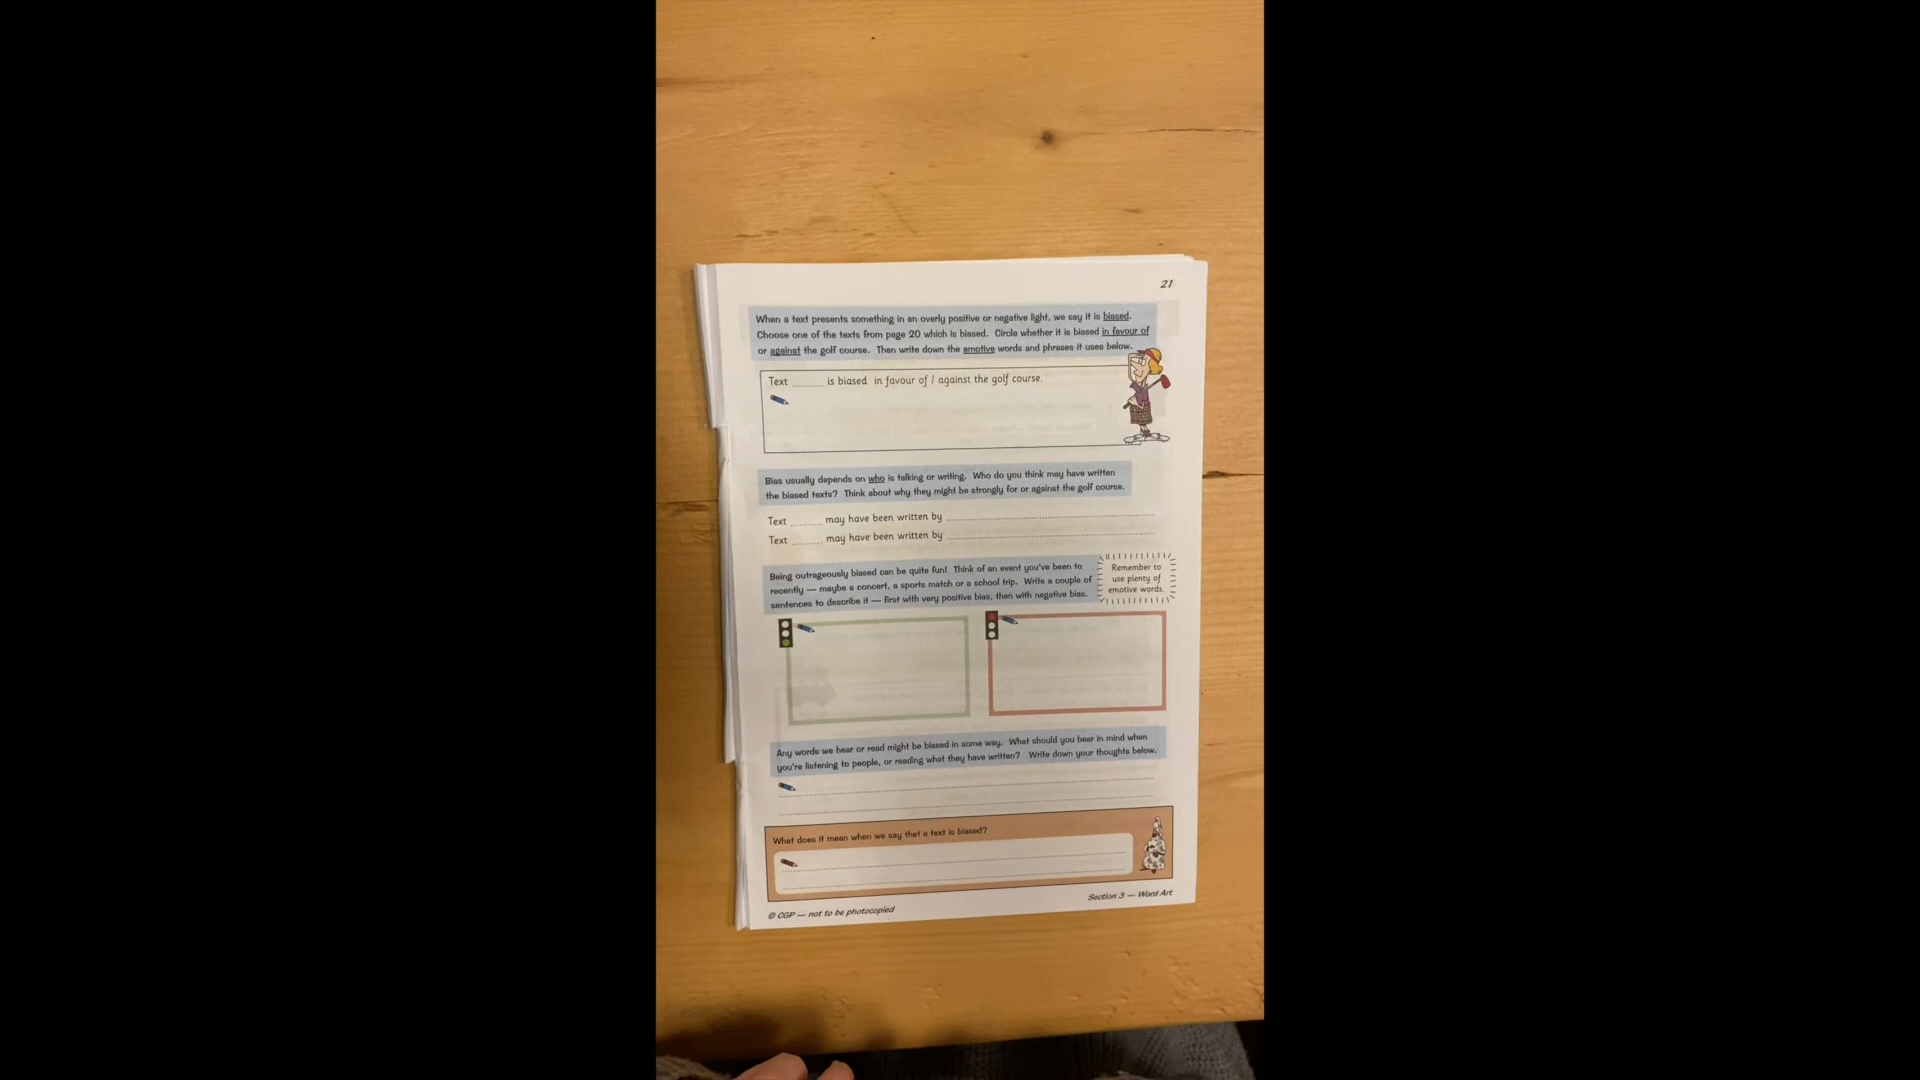 21
When a text presents something in an overly positive or negative light, we say it is biased.
Choose one of the texts from page 20 which is biased. Circle whether it is biased in favour of
or against the golf course. Then write down the emotive words and phrases it uses below.
Text .......... is biased in favour of / against the golf course.
Bias usually depends on who is talking or writing. Who do you think may have written
the biased texts? Think about why they might be strongly for or against the golf course.
Text .......... may have been written by ..........
Text .......... may have been written by ..........
Being outrageously biased can be quite fun! Think of an event you've been to
recently — maybe a concert, a sports match or a school trip. Write a couple of
sentences to describe it — first with very positive bias, then with negative bias.
Remember to
use plenty of
emotive words.
Any words we hear or read might be biased in some way. What should you bear in mind when
you're listening to people, or reading what they have written? Write down your thoughts below.
What does it mean when we say that a text is biased?
© CGP — not to be photocopied
Section 3 — Word Art